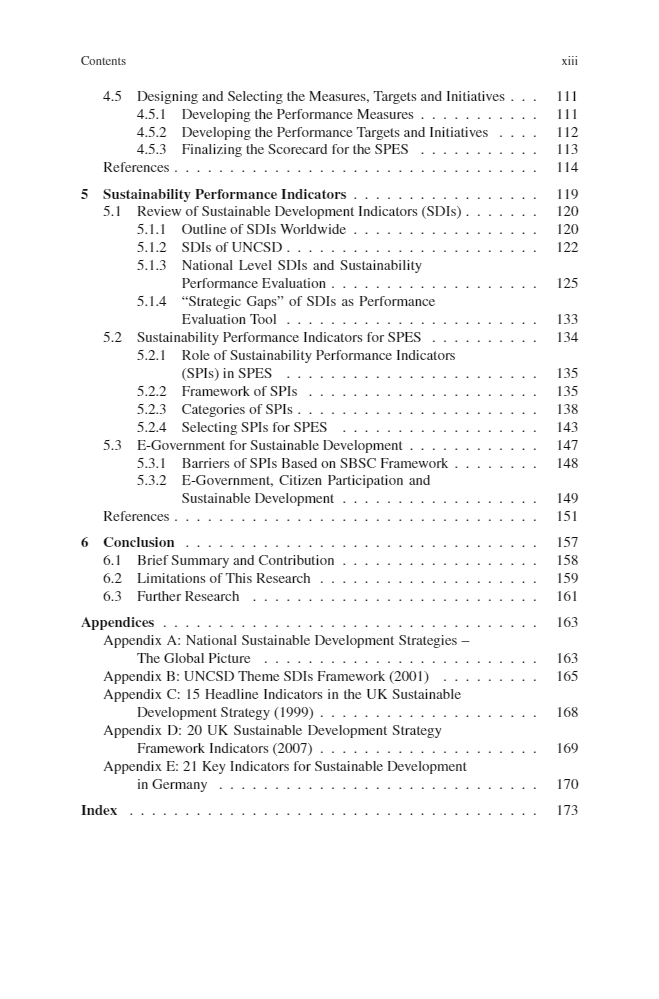 Contents xiii
4.5 Designing and Selecting the Measures, Targets and Initiatives . . . 111
4.5.1 Developing the Performance Measures . . . . . . . . . . . 111
4.5.2 Developing the Performance Targets and Initiatives . . . . 112
4.5.3 Finalizing the Scorecard for the SPES . . . . . . . . . . . 113
References . . . . . . . . . . . . . . . . . . . . . . . . . . . . . . . . . 114
5 Sustainability Performance Indicators . . . . . . . . . . . . . . . . . 119
5.1 Review of Sustainable Development Indicators (SDIs) . . . . . . . 120
5.1.1 Outline of SDIs Worldwide . . . . . . . . . . . . . . . . . 120
5.1.2 SDIs of UNCSD . . . . . . . . . . . . . . . . . . . . . . . 122
5.1.3 National Level SDIs and Sustainability
Performance Evaluation . . . . . . . . . . . . . . . . . . . 125
5.1.4 “Strategic Gaps” of SDIs as Performance
Evaluation Tool . . . . . . . . . . . . . . . . . . . . . . . 133
5.2 Sustainability Performance Indicators for SPES . . . . . . . . . . 134
5.2.1 Role of Sustainability Performance Indicators
(SPIs) in SPES . . . . . . . . . . . . . . . . . . . . . . . 135
5.2.2 Framework of SPIs . . . . . . . . . . . . . . . . . . . . . 135
5.2.3 Categories of SPIs . . . . . . . . . . . . . . . . . . . . . . 138
5.2.4 Selecting SPIs for SPES . . . . . . . . . . . . . . . . . . 143
5.3 E-Government for Sustainable Development . . . . . . . . . . . . 147
5.3.1 Barriers of SPIs Based on SBSC Framework . . . . . . . . 148
5.3.2 E-Government, Citizen Participation and
Sustainable Development . . . . . . . . . . . . . . . . . . 149
References . . . . . . . . . . . . . . . . . . . . . . . . . . . . . . . . . 151
6 Conclusion . . . . . . . . . . . . . . . . . . . . . . . . . . . . . . . . 157
6.1 Brief Summary and Contribution . . . . . . . . . . . . . . . . . . 158
6.2 Limitations of This Research . . . . . . . . . . . . . . . . . . . . 159
6.3 Further Research . . . . . . . . . . . . . . . . . . . . . . . . . . 161
Appendices . . . . . . . . . . . . . . . . . . . . . . . . . . . . . . . . . . 163
Appendix A: National Sustainable Development Strategies –
The Global Picture . . . . . . . . . . . . . . . . . . . . . . . . . 163
Appendix B: UNCSD Theme SDIs Framework (2001) . . . . . . . . . 165
Appendix C: 15 Headline Indicators in the UK Sustainable
Development Strategy (1999) . . . . . . . . . . . . . . . . . . . . 168
Appendix D: 20 UK Sustainable Development Strategy
Framework Indicators (2007) . . . . . . . . . . . . . . . . . . . . 169
Appendix E: 21 Key Indicators for Sustainable Development
in Germany . . . . . . . . . . . . . . . . . . . . . . . . . . . . . 170
Index . . . . . . . . . . . . . . . . . . . . . . . . . . . . . . . . . . . . . 173